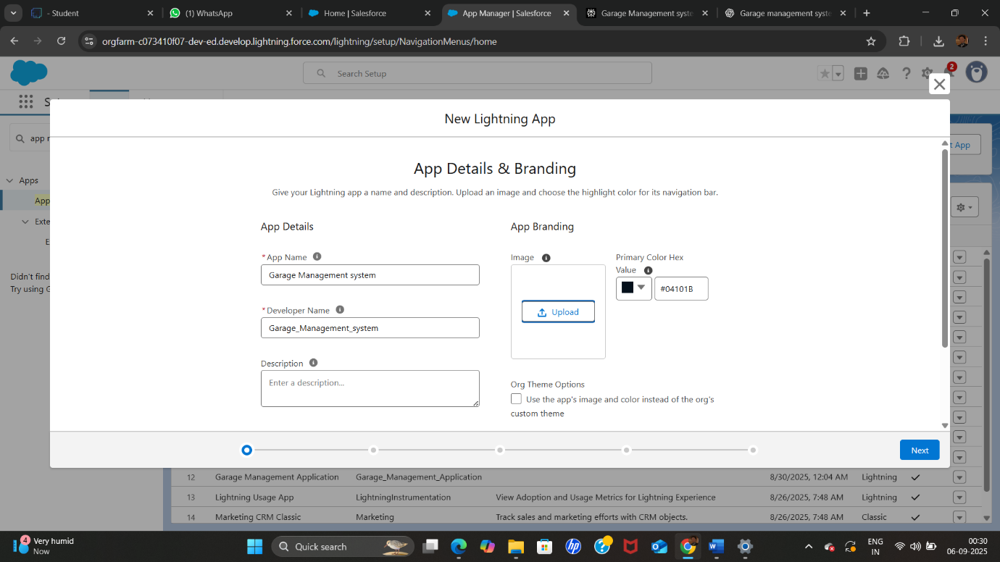 - Student
(1) WhatsApp
Home | Salesforce
App Manager | Salesforce
Garage Management syste
Garage management syste
orgfarm-c073410f07-dev-ed.develop.lightning.force.com/lightning/setup/NavigationMenus/home
Search Setup
2
New Lightning App
App Details & Branding
Give your Lightning app a name and description. Upload an image and choose the highlight color for its navigation bar.
Apps
App
Exte
E
Didn't find
Try using G
t App
App Details
App Branding
*App Name
Garage Management system
Image
Primary Color Hex
Value
#04101B
Upload
*Developer Name
Garage_Management_system
Description
Enter a description...
Org Theme Options
Use the app's image and color instead of the org's
custom theme
Next
12 Garage Management Application Garage_Management_Application 8/30/2025, 12:04 AM Lightning
13 Lightning Usage App LightningInstrumentation View Adoption and Usage Metrics for Lightning Experience 8/26/2025, 7:48 AM Lightning
14 Marketing CRM Classic Marketing Track sales and marketing efforts with CRM objects. 8/26/2025, 7:48 AM Classic
4
Very humid
Now
Quick search
hp
ENG
IN
00:30
06-09-2025